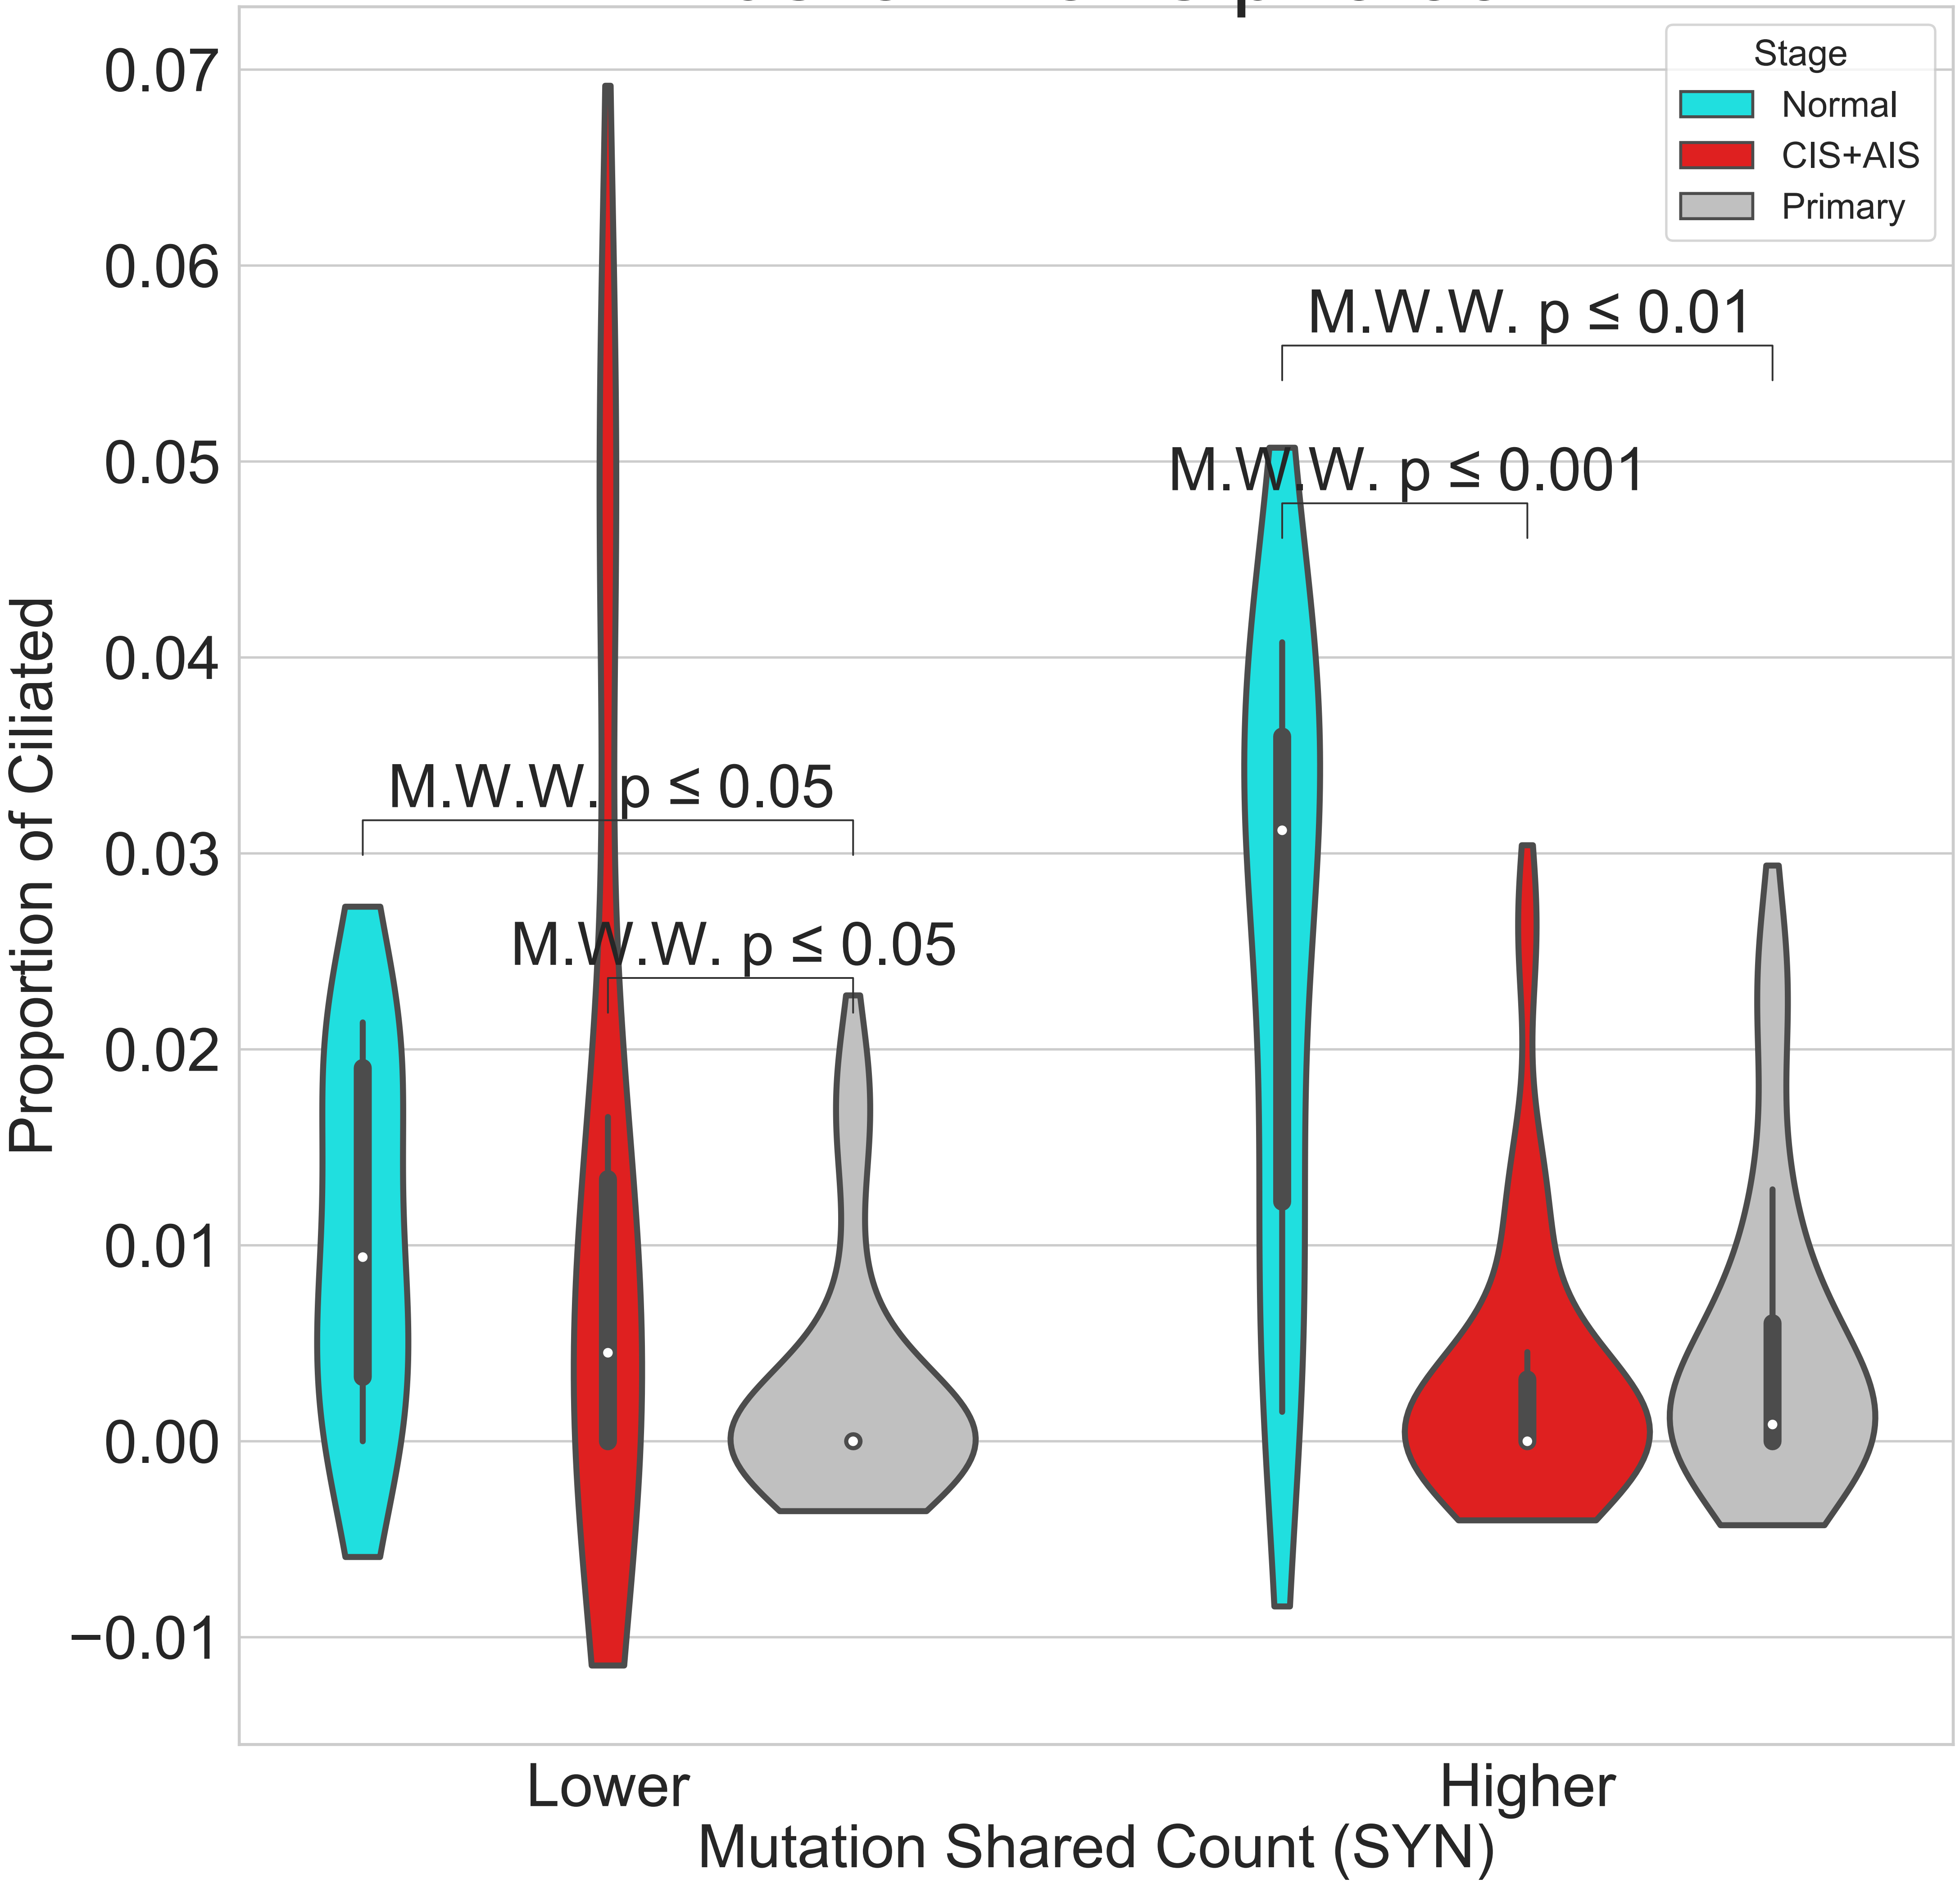 Stage
Normal
CIS+AIS
Primary
0.07
0.06
0.05
0.04
0.03
0.02
0.01
0.00
−0.01
Proportion of Ciliated
M.W.W. p ≤ 0.01
M.W.W. p ≤ 0.001
M.W.W. p ≤ 0.05
M.W.W. p ≤ 0.05
Lower
Higher
Mutation Shared Count (SYN)